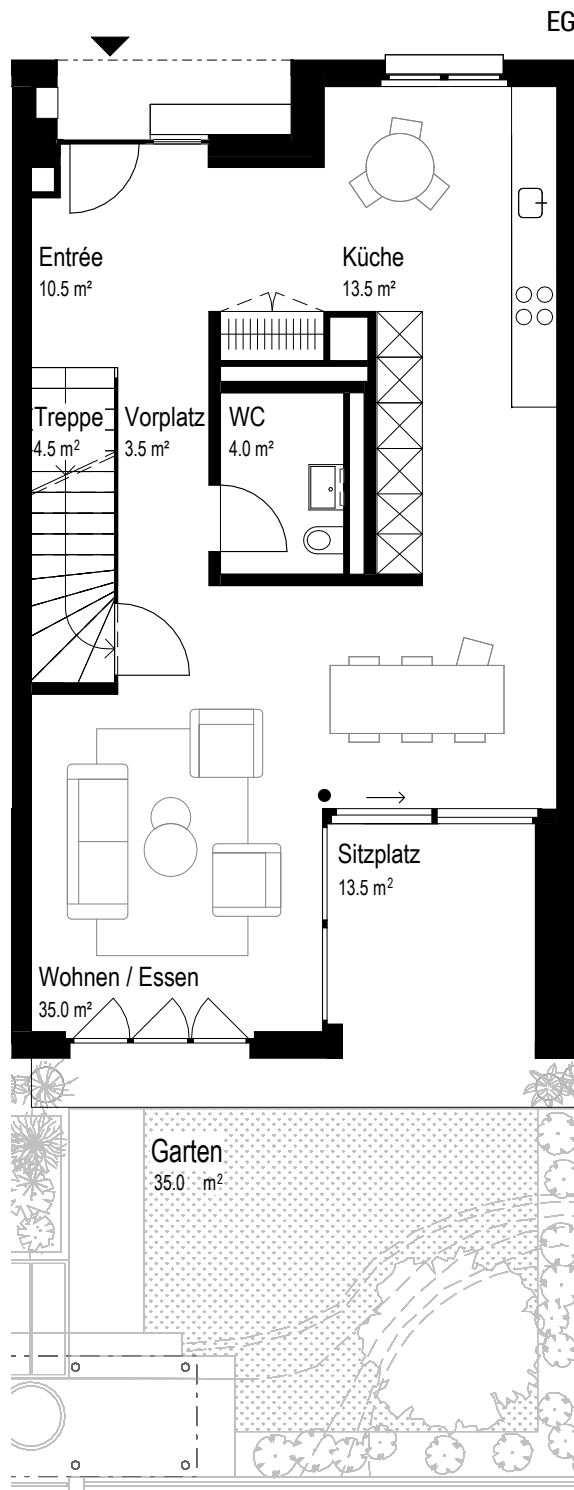 EG
Entrée
10.5 m²
Küche
13.5 m²
Treppe
4.5 m²
Vorplatz
3.5 m²
WC
4.0 m²
Sitzplatz
13.5 m²
Wohnen / Essen
35.0 m²
Garten
35.0 m²